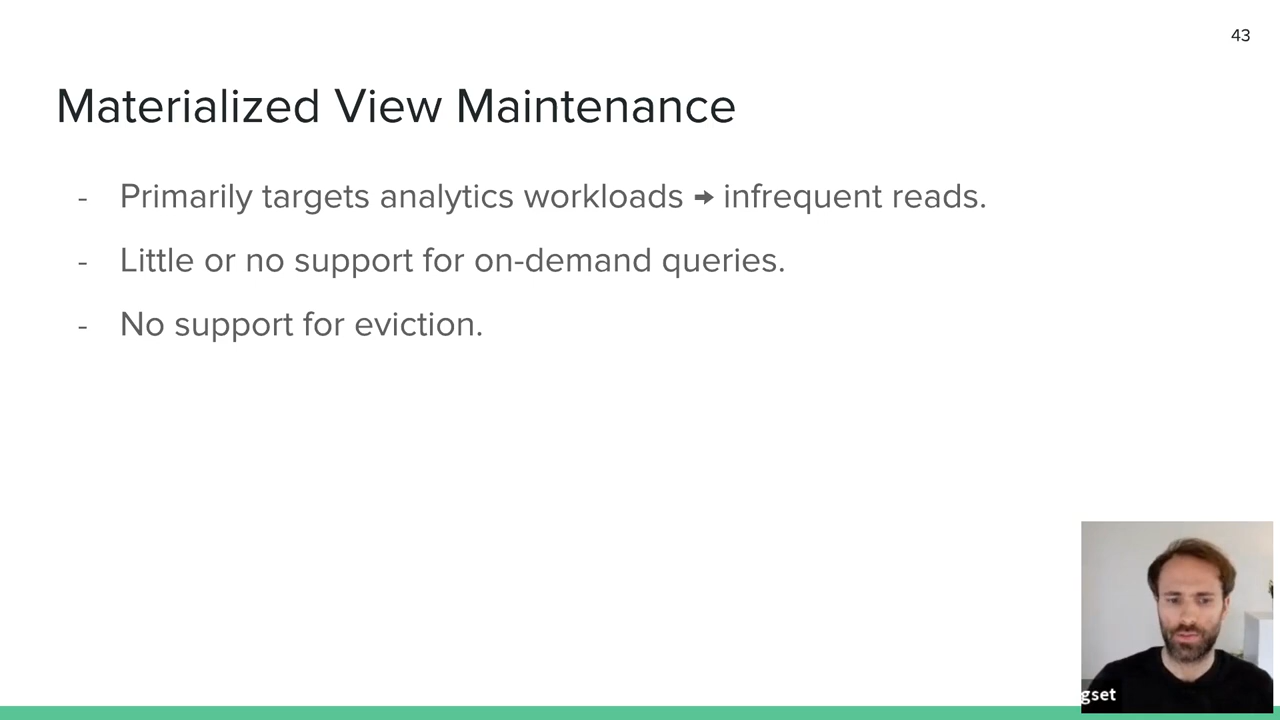 43
Materialized View Maintenance
- Primarily targets analytics workloads → infrequent reads.
- Little or no support for on-demand queries.
- No support for eviction.
gset